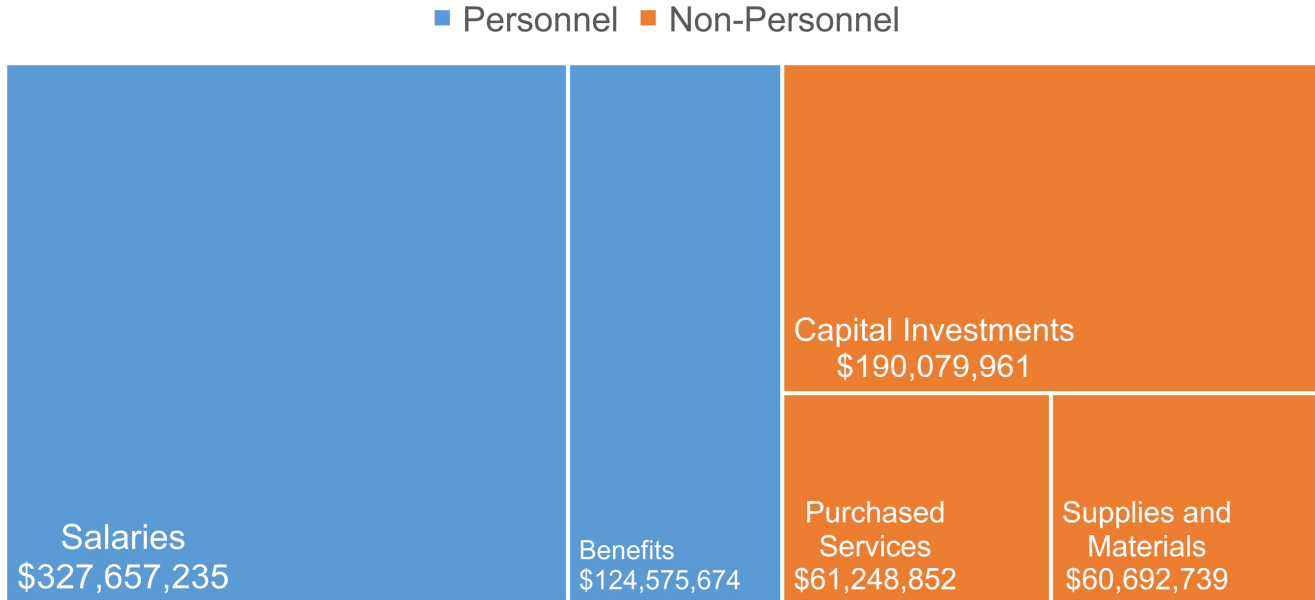 Personnel Non-Personnel
Salaries
$327,657,235
Benefits
$124,575,674
Capital Investments
$190,079,961
Purchased
Services
$61,248,852
Supplies and
Materials
$60,692,739